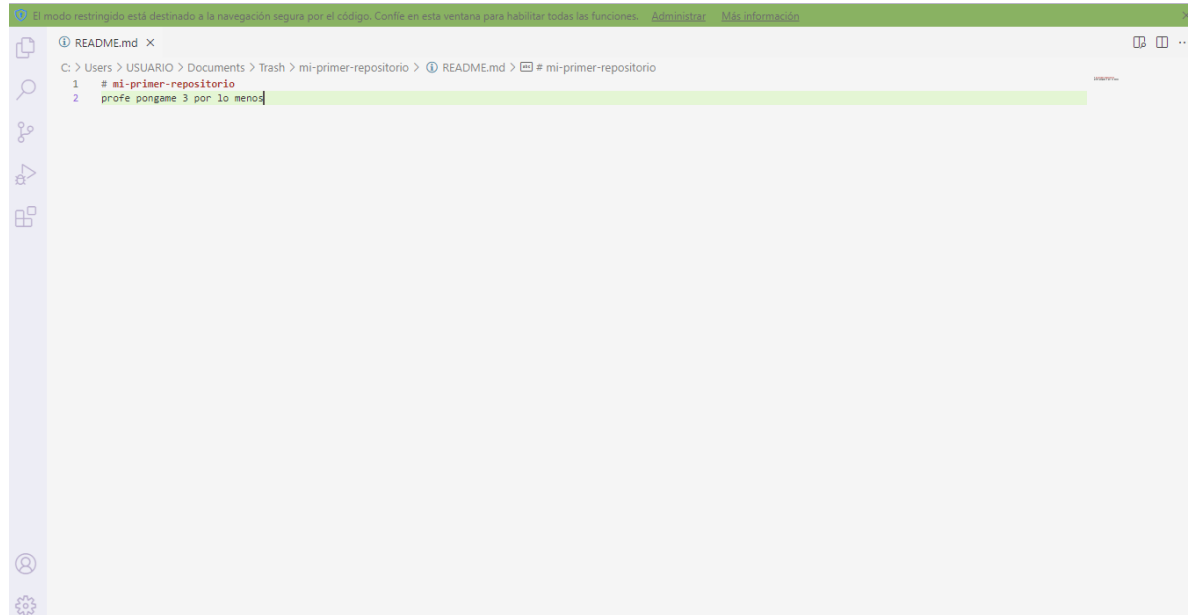 El modo restringido está destinado a la navegación segura por el código. Confíe en esta ventana para habilitar todas las funciones. Administrar Más información
README.md
C: > Users > USUARIO > Documents > Trash > mi-primer-repositorio > README.md > # mi-primer-repositorio
1 # mi-primer-repositorio
2 profe pongame 3 por lo menos